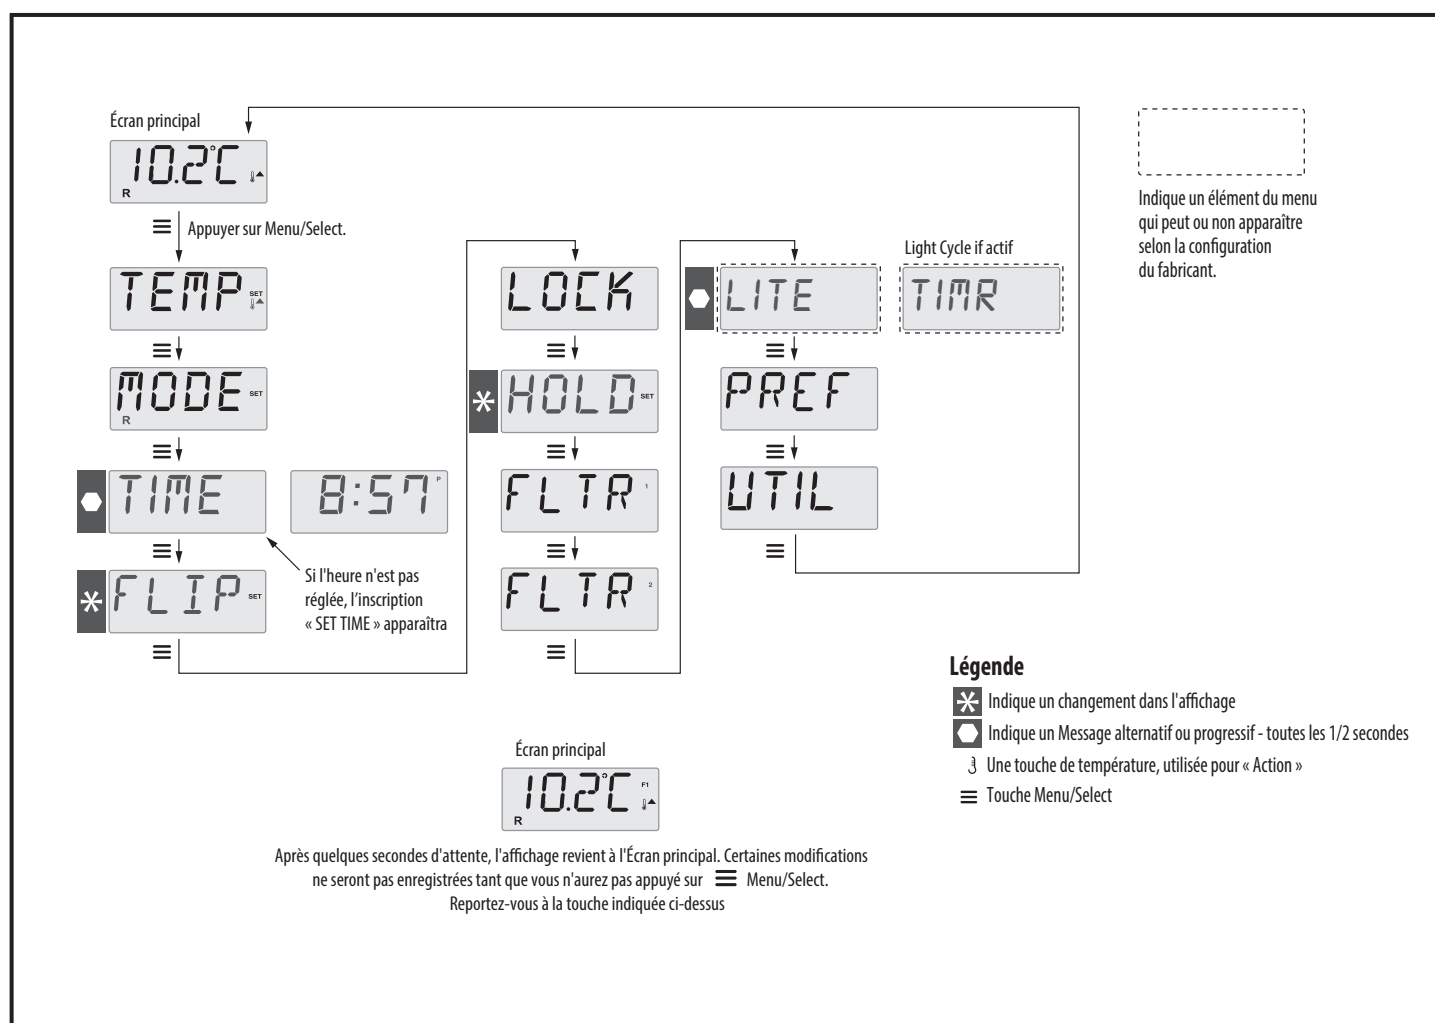 Écran principal
10.2°C
R
Appuyer sur Menu/Select.
TEMP SET
MODE SET
R
TIME
8:57 P
Si l'heure n'est pas
réglée, l'inscription
« SET TIME » apparaîtra
FLIP SET
LOCK
HOLD SET
FLTR 1
FLTR 2
LITE
Light Cycle if actif
TIMR
PREF
UTIL
Indique un élément du menu
qui peut ou non apparaître
selon la configuration
du fabricant.
Légende
Indique un changement dans l'affichage
Indique un Message alternatif ou progressif - toutes les 1/2 secondes
Une touche de température, utilisée pour « Action »
Touche Menu/Select
Écran principal
10.2°C F1
R
Après quelques secondes d'attente, l'affichage revient à l'Écran principal. Certaines modifications
ne seront pas enregistrées tant que vous n'aurez pas appuyé sur Menu/Select.
Reportez-vous à la touche indiquée ci-dessus